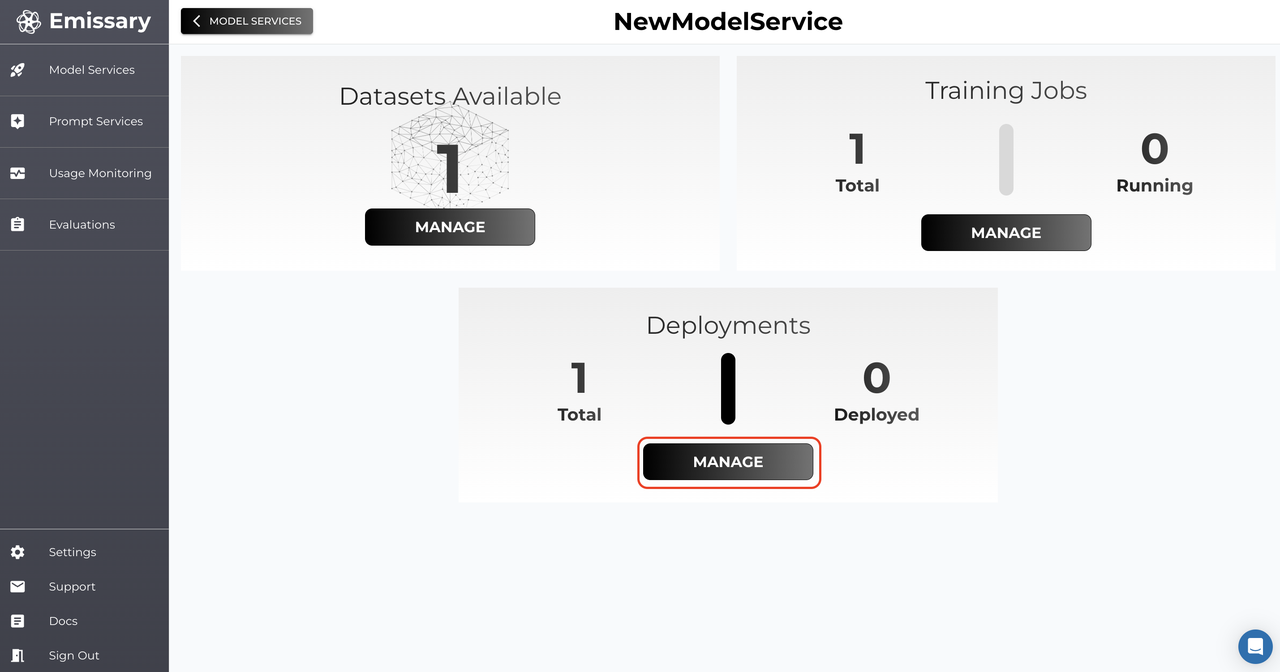 Emissary
MODEL SERVICES
NewModelService
Model Services
Prompt Services
Usage Monitoring
Evaluations
Datasets Available
1
MANAGE
Training Jobs
1
Total
0
Running
MANAGE
Deployments
1
Total
0
Deployed
MANAGE
Settings
Support
Docs
Sign Out